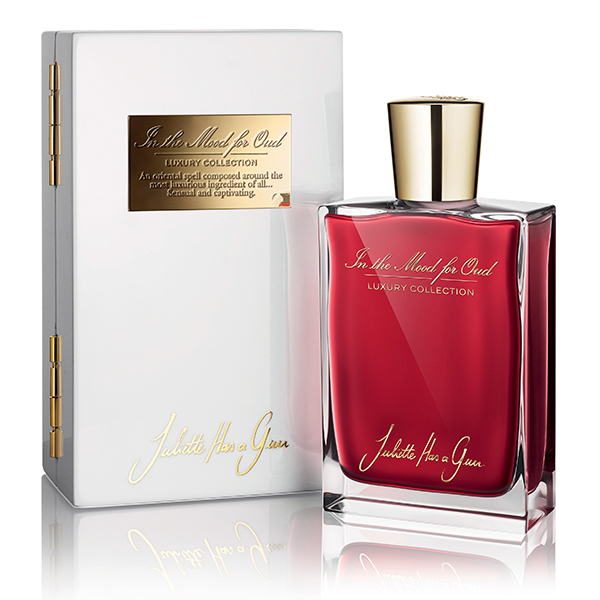 In the Mood for Oud
LUXURY COLLECTION
An oriental spell composed around the
most luxurious ingredient of all...
Sensual and captivating.
Juliette Has a Gun
In the Mood for Oud
LUXURY COLLECTION
Juliette Has a Gun